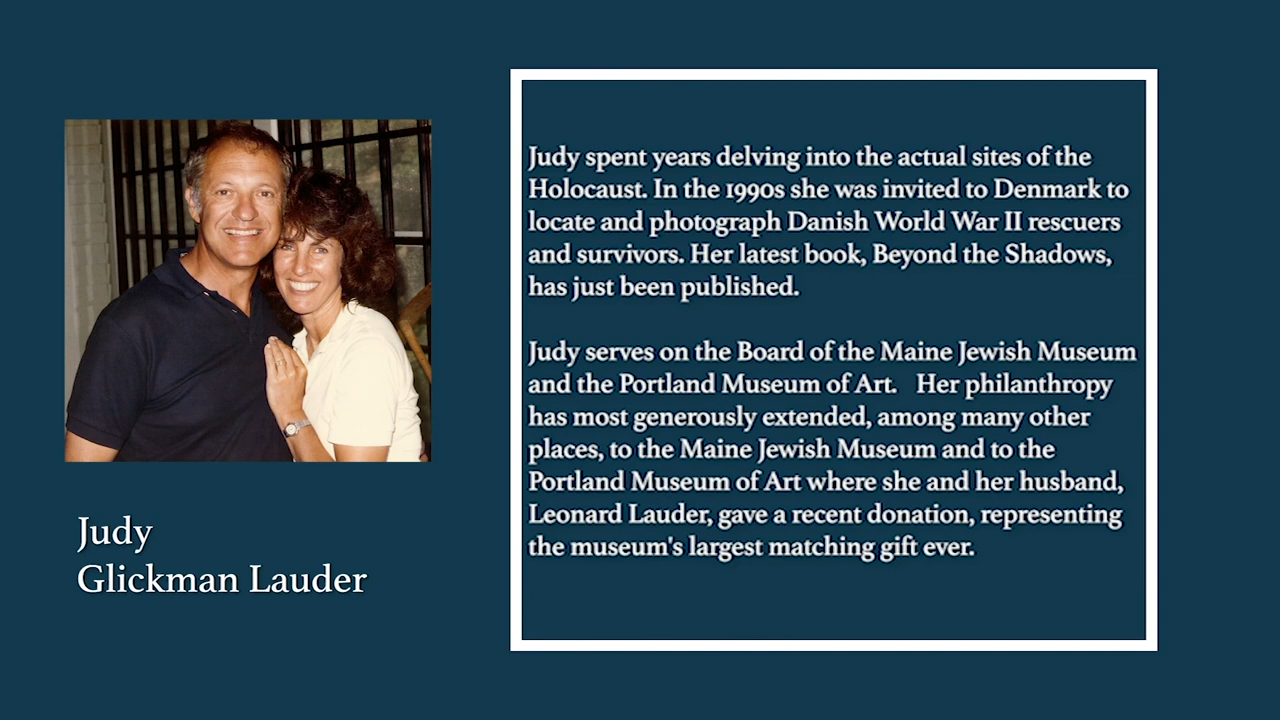 Judy
Glickman Lauder
Judy spent years delving into the actual sites of the
Holocaust. In the 1990s she was invited to Denmark to
locate and photograph Danish World War II rescuers
and survivors. Her latest book, Beyond the Shadows,
has just been published.
Judy serves on the Board of the Maine Jewish Museum
and the Portland Museum of Art.   Her philanthropy
has most generously extended, among many other
places, to the Maine Jewish Museum and to the
Portland Museum of Art where she and her husband,
Leonard Lauder, gave a recent donation, representing
the museum's largest matching gift ever.